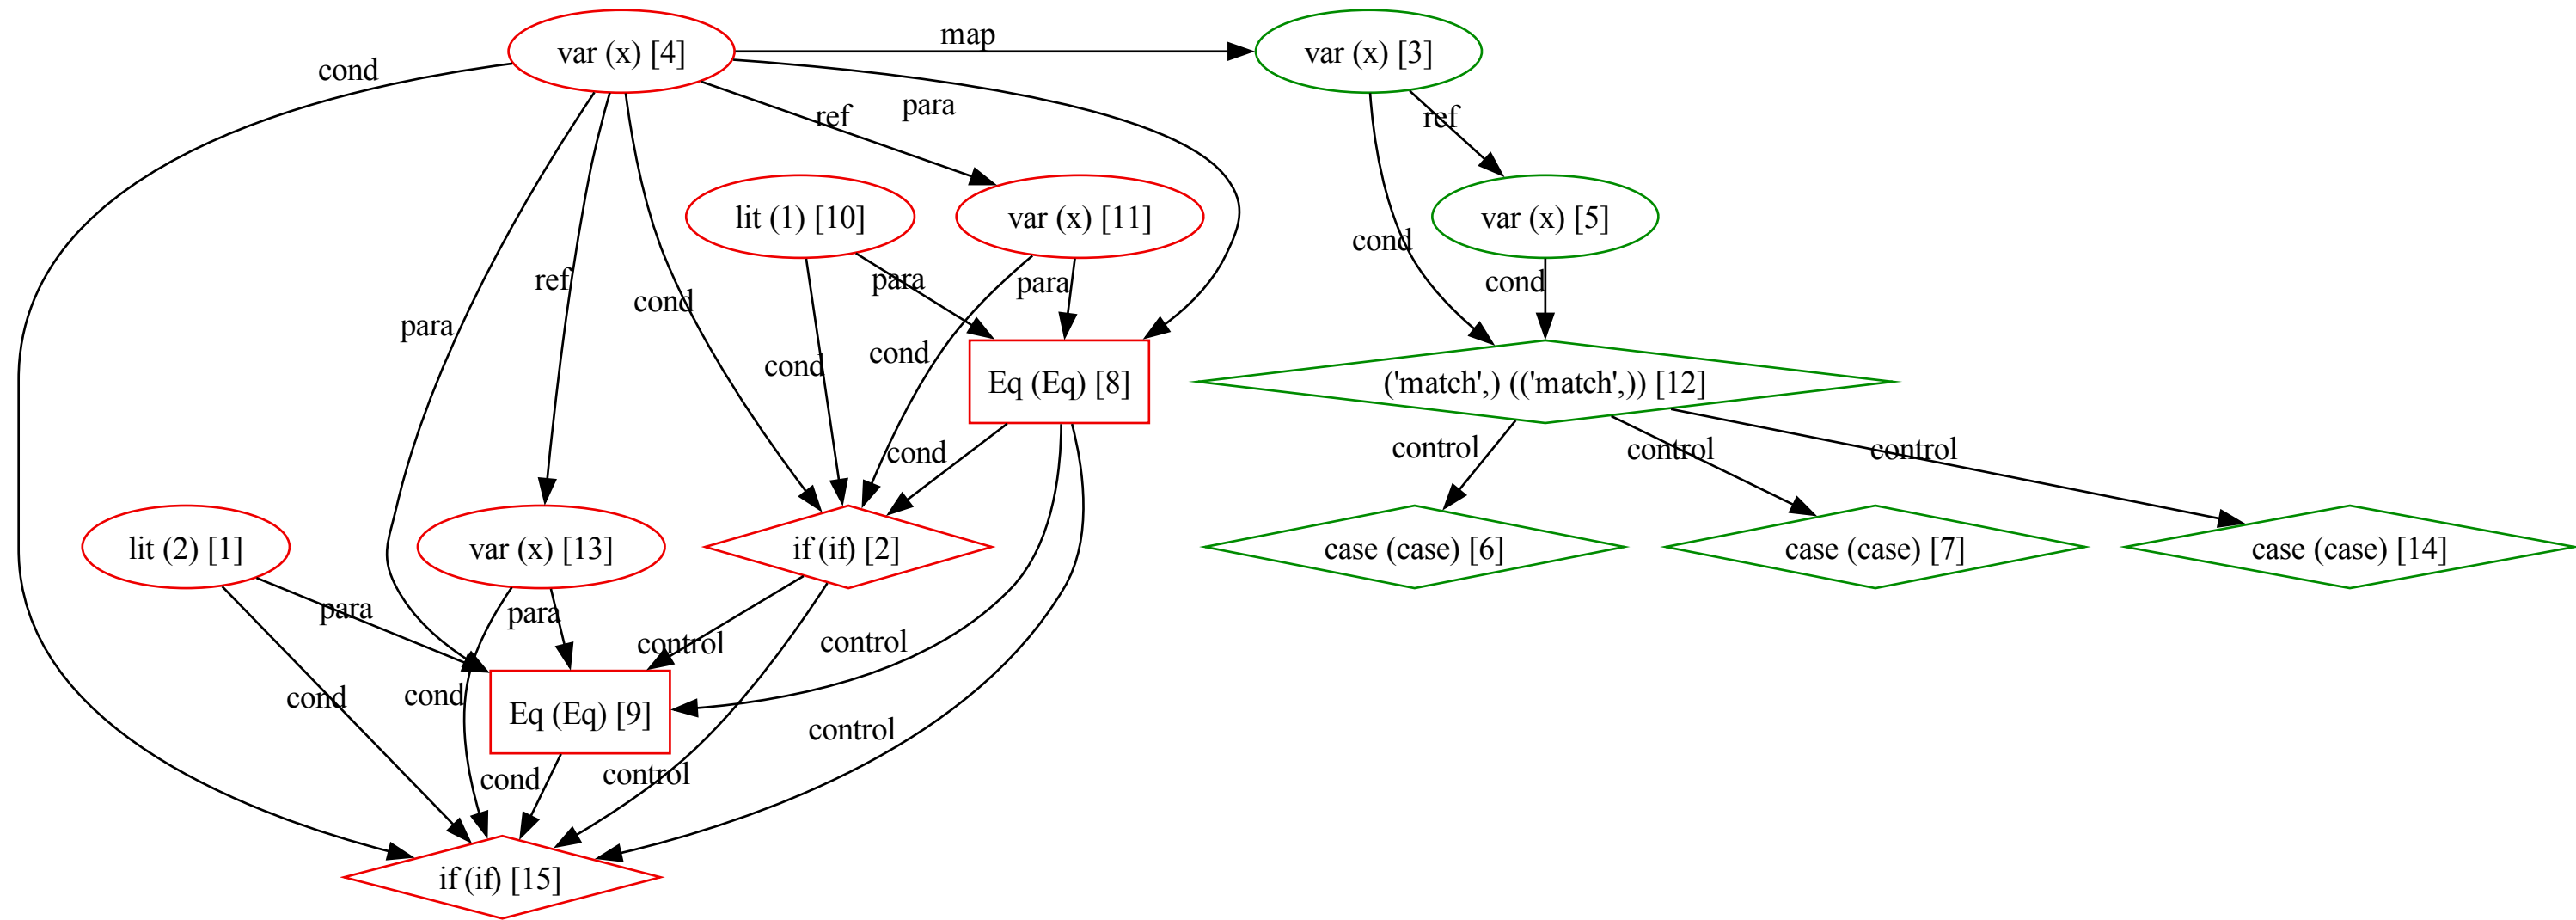 var (x) [4]
map
var (x) [3]
cond
para
ref
ref
lit (1) [10]
var (x) [11]
var (x) [5]
cond
ref
para
para
cond
cond
para
cond
cond
Eq (Eq) [8]
('match',) (('match',)) [12]
cond
control
control
control
lit (2) [1]
var (x) [13]
if (if) [2]
case (case) [6]
case (case) [7]
case (case) [14]
para
para
control
control
cond
cond
Eq (Eq) [9]
control
cond
control
if (if) [15]